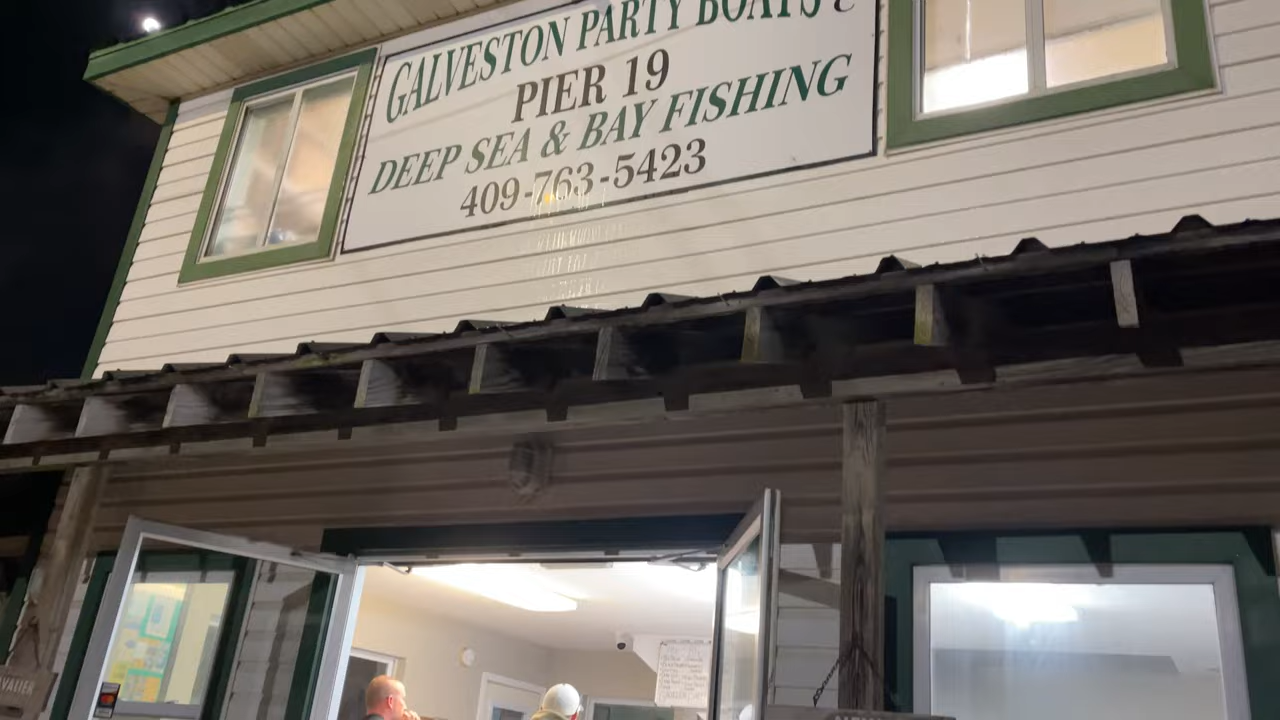 GALVESTON PARTY BOATS
PIER 19
DEEP SEA & BAY FISHING
409-763-5423